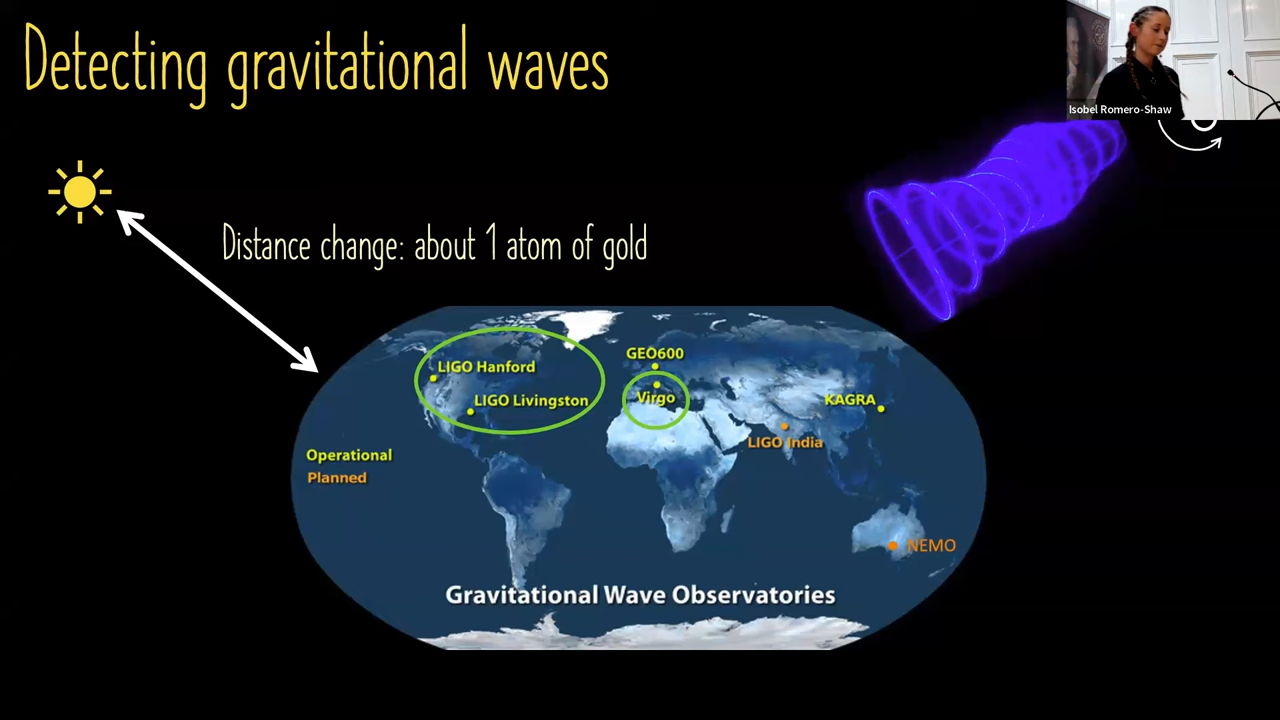 Detecting gravitational waves
Isobel Romero-Shaw
Distance change: about 1 atom of gold
GEO600
LIGO Hanford
Virgo
LIGO Livingston
KAGRA
LIGO India
Operational
Planned
NEMO
Gravitational Wave Observatories